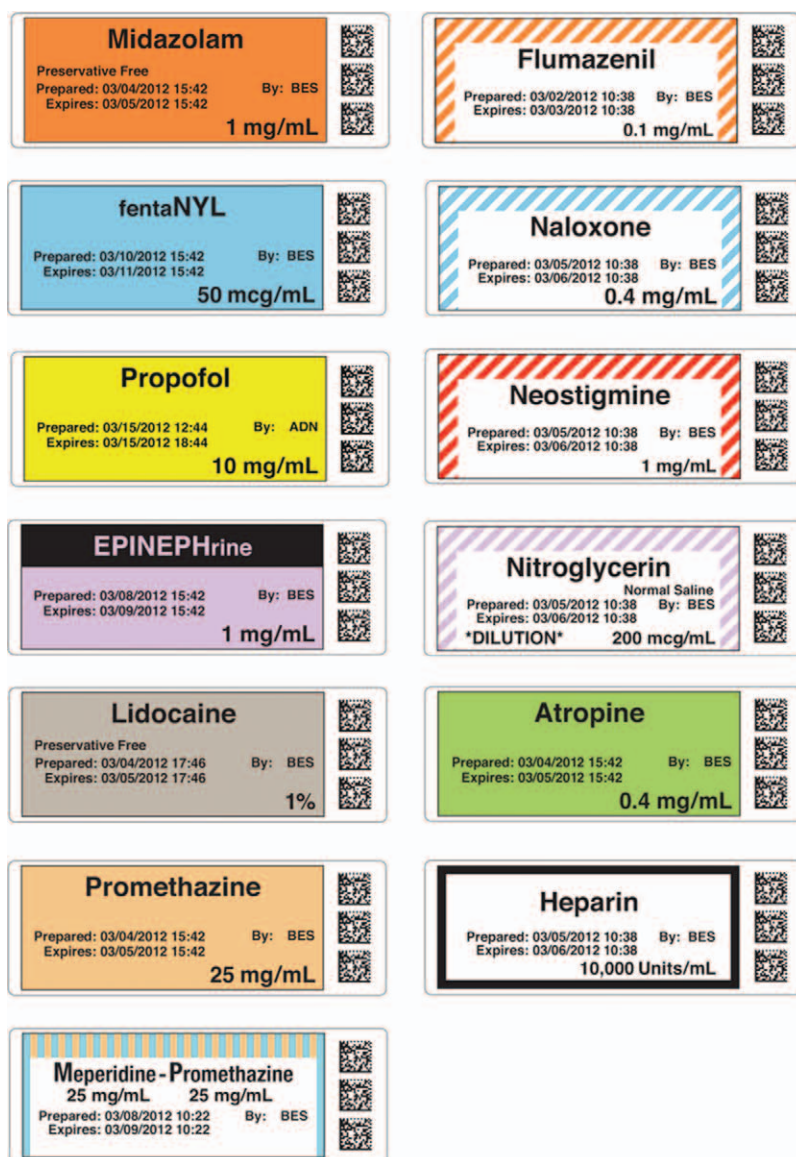 Midazolam
Preservative Free
Prepared: 03/04/2012 15:42 By: BES
Expires: 03/05/2012 15:42
1 mg/mL
Flumazenil
Prepared: 03/02/2012 10:38 By: BES
Expires: 03/03/2012 10:38
0.1 mg/mL
fentaNYL
Prepared: 03/10/2012 15:42 By: BES
Expires: 03/11/2012 15:42
50 mcg/mL
Naloxone
Prepared: 03/05/2012 10:38 By: BES
Expires: 03/06/2012 10:38
0.4 mg/mL
Propofol
Prepared: 03/15/2012 12:44 By: ADN
Expires: 03/15/2012 18:44
10 mg/mL
Neostigmine
Prepared: 03/05/2012 10:38 By: BES
Expires: 03/06/2012 10:38
1 mg/mL
EPINEPHrine
Prepared: 03/08/2012 15:42 By: BES
Expires: 03/09/2012 15:42
1 mg/mL
Nitroglycerin
Normal Saline
Prepared: 03/05/2012 10:38 By: BES
Expires: 03/06/2012 10:38
*DILUTION* 200 mcg/mL
Lidocaine
Preservative Free
Prepared: 03/04/2012 17:46 By: BES
Expires: 03/05/2012 17:46
1%
Atropine
Prepared: 03/04/2012 15:42 By: BES
Expires: 03/05/2012 15:42
0.4 mg/mL
Promethazine
Prepared: 03/04/2012 15:42 By: BES
Expires: 03/05/2012 15:42
25 mg/mL
Heparin
Prepared: 03/05/2012 10:38 By: BES
Expires: 03/06/2012 10:38
10,000 Units/mL
Meperidine-Promethazine
25 mg/mL 25 mg/mL
Prepared: 03/08/2012 10:22 By: BES
Expires: 03/09/2012 10:22